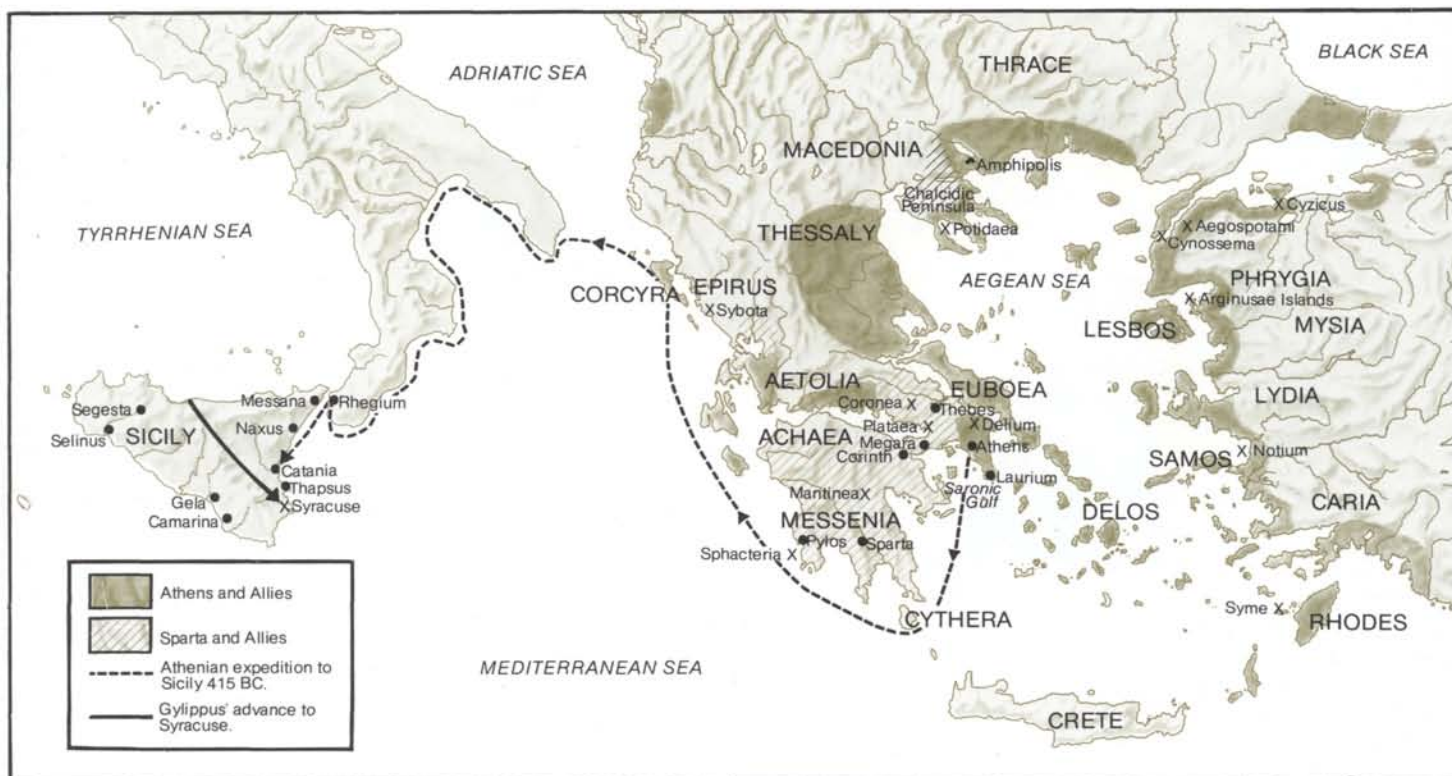 BLACK SEA
THRACE
ADRIATIC SEA
MACEDONIA
Amphipolis
Chalcidic
Peninsula
Cyzicus
TYRRHENIAN SEA
THESSALY
Potidaea
Aegospotami
Cynossema
AEGEAN SEA
PHRYGIA
CORCYRA
EPIRUS
Sybota
Arginusae Islands
LESBOS
MYSIA
AETOLIA
EUBOEA
LYDIA
Segesta
Messana
Rhegium
Coronea
Thebes
Selinus
SICILY
Naxus
Plataea
Delium
ACHAEA
Megara
Athens
Corinth
SAMOS
Notium
Catania
Thapsus
Laurium
Saronic
Gulf
Gela
Syracuse
Mantinea
CARIA
Camarina
MESSENIA
DELOS
Sphacteria
Pylos
Sparta
Athens and Allies
CYTHERA
Syme
RHODES
Sparta and Allies
MEDITERRANEAN SEA
Athenian expedition to
Sicily 415 BC.
Gylippus' advance to
Syracuse.
CRETE